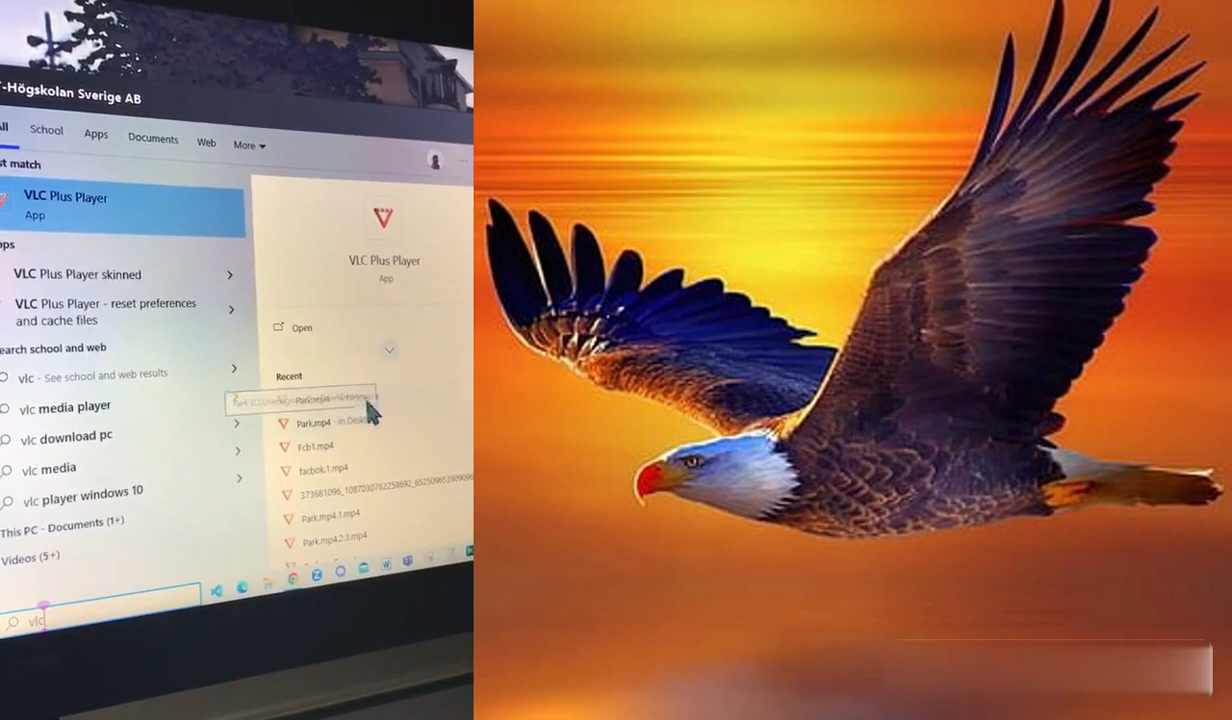 -Högskolan Sverige AB
All School Apps Documents Web More
st match
VLC Plus Player
App
VLC Plus Player
App
Open
Recent
Park.mp4 - in
Fcb1.mp4
facbok.1.mp4
Park.mp4.1.mp4
Park.mp4.2.3.mp4
pps
VLC Plus Player skinned
VLC Plus Player - reset preferences
and cache files
earch school and web
vlc - See school and web results
vlc media player
vlc download pc
vlc media
vlc player windows 10
This PC - Documents (1+)
Videos (5+)
vlc